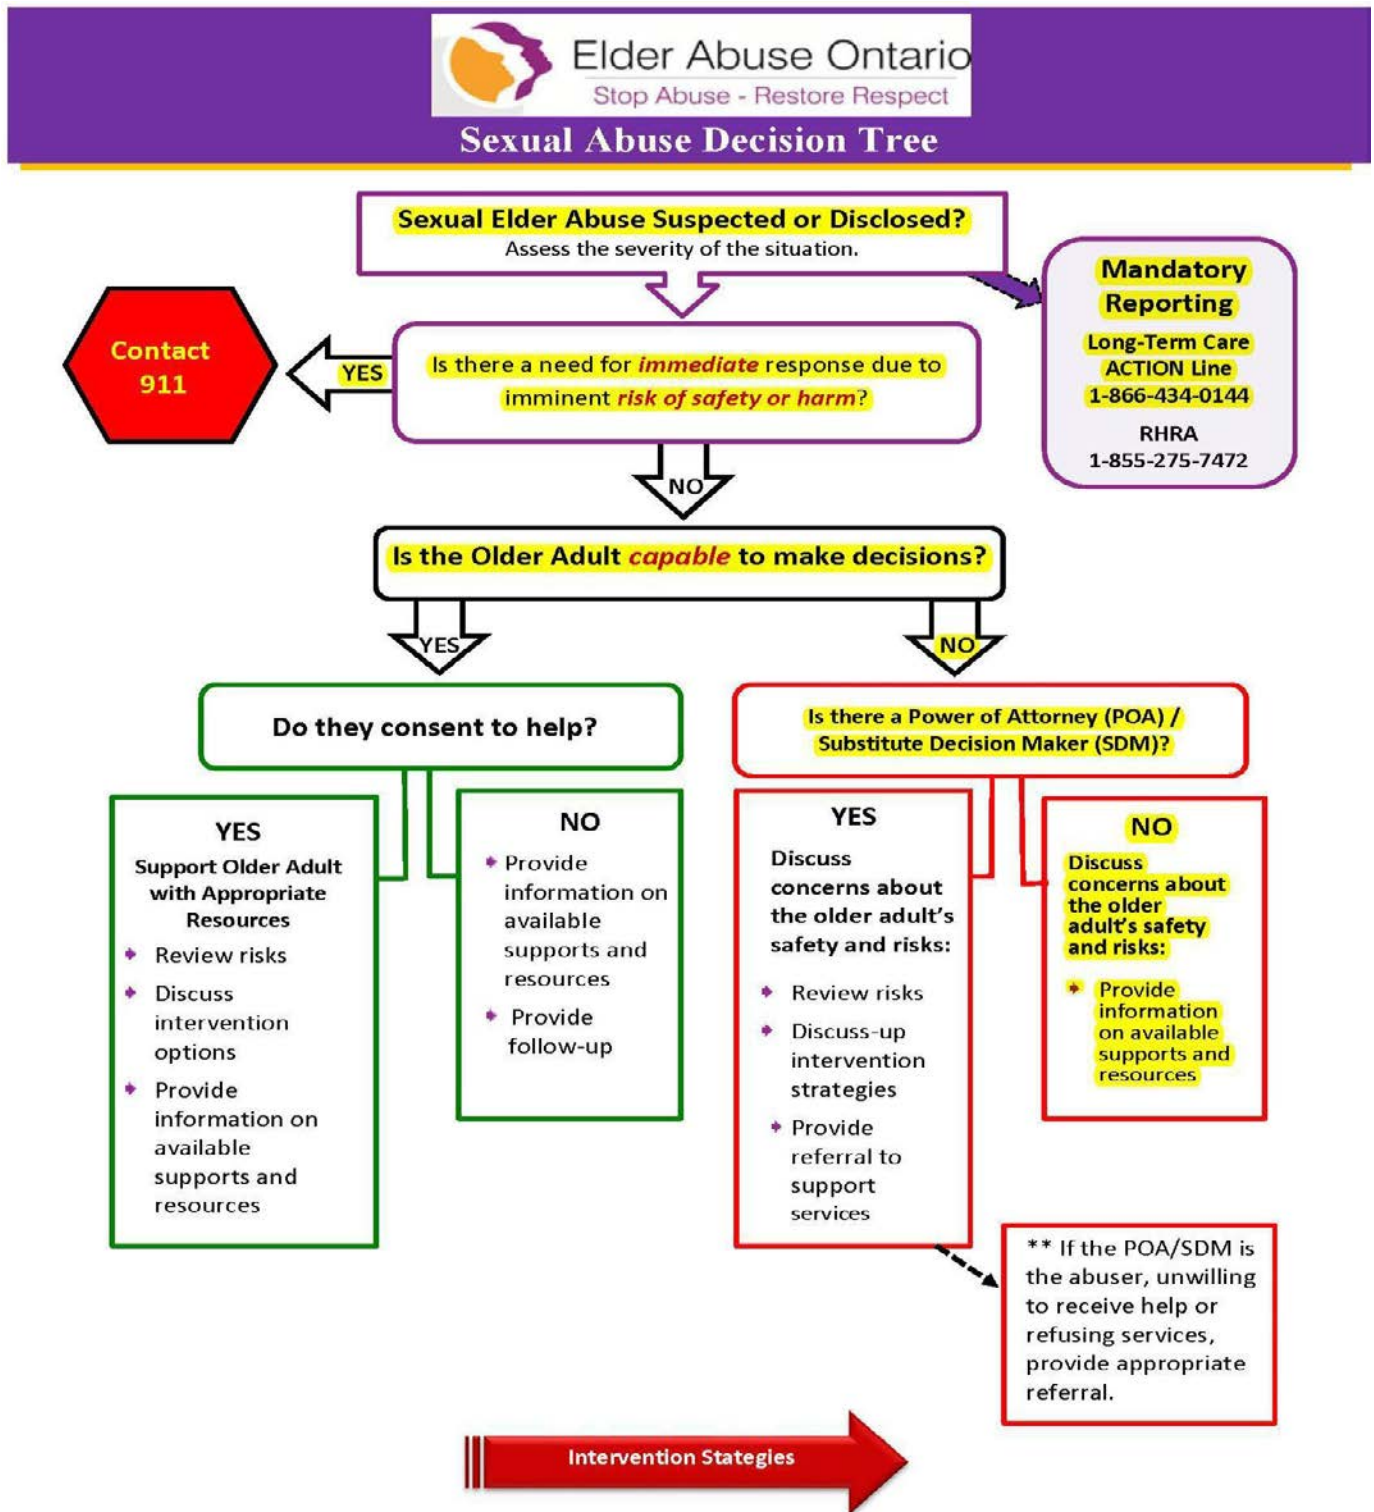 Elder Abuse Ontario
Stop Abuse - Restore Respect
Sexual Abuse Decision Tree
Sexual Elder Abuse Suspected or Disclosed?
Assess the severity of the situation.
Mandatory
Reporting
Long-Term Care
ACTION Line
1-866-434-0144
RHRA
1-855-275-7472
Contact
911
YES
Is there a need for immediate response due to
imminent risk of safety or harm?
NO
Is the Older Adult capable to make decisions?
YES
NO
Do they consent to help?
Is there a Power of Attorney (POA) /
Substitute Decision Maker (SDM)?
YES
Support Older Adult
with Appropriate
Resources
Review risks
Discuss
intervention
options
Provide
information on
available
supports and
resources
NO
Provide
information on
available
supports and
resources
Provide
follow-up
YES
Discuss
concerns about
the older adult's
safety and risks:
Review risks
Discuss-up
intervention
strategies
Provide
referral to
support
services
NO
Discuss
concerns about
the older
adult's safety
and risks:
Provide
information
on available
supports and
resources
** If the POA/SDM is
the abuser, unwilling
to receive help or
refusing services,
provide appropriate
referral.
Intervention Stategies